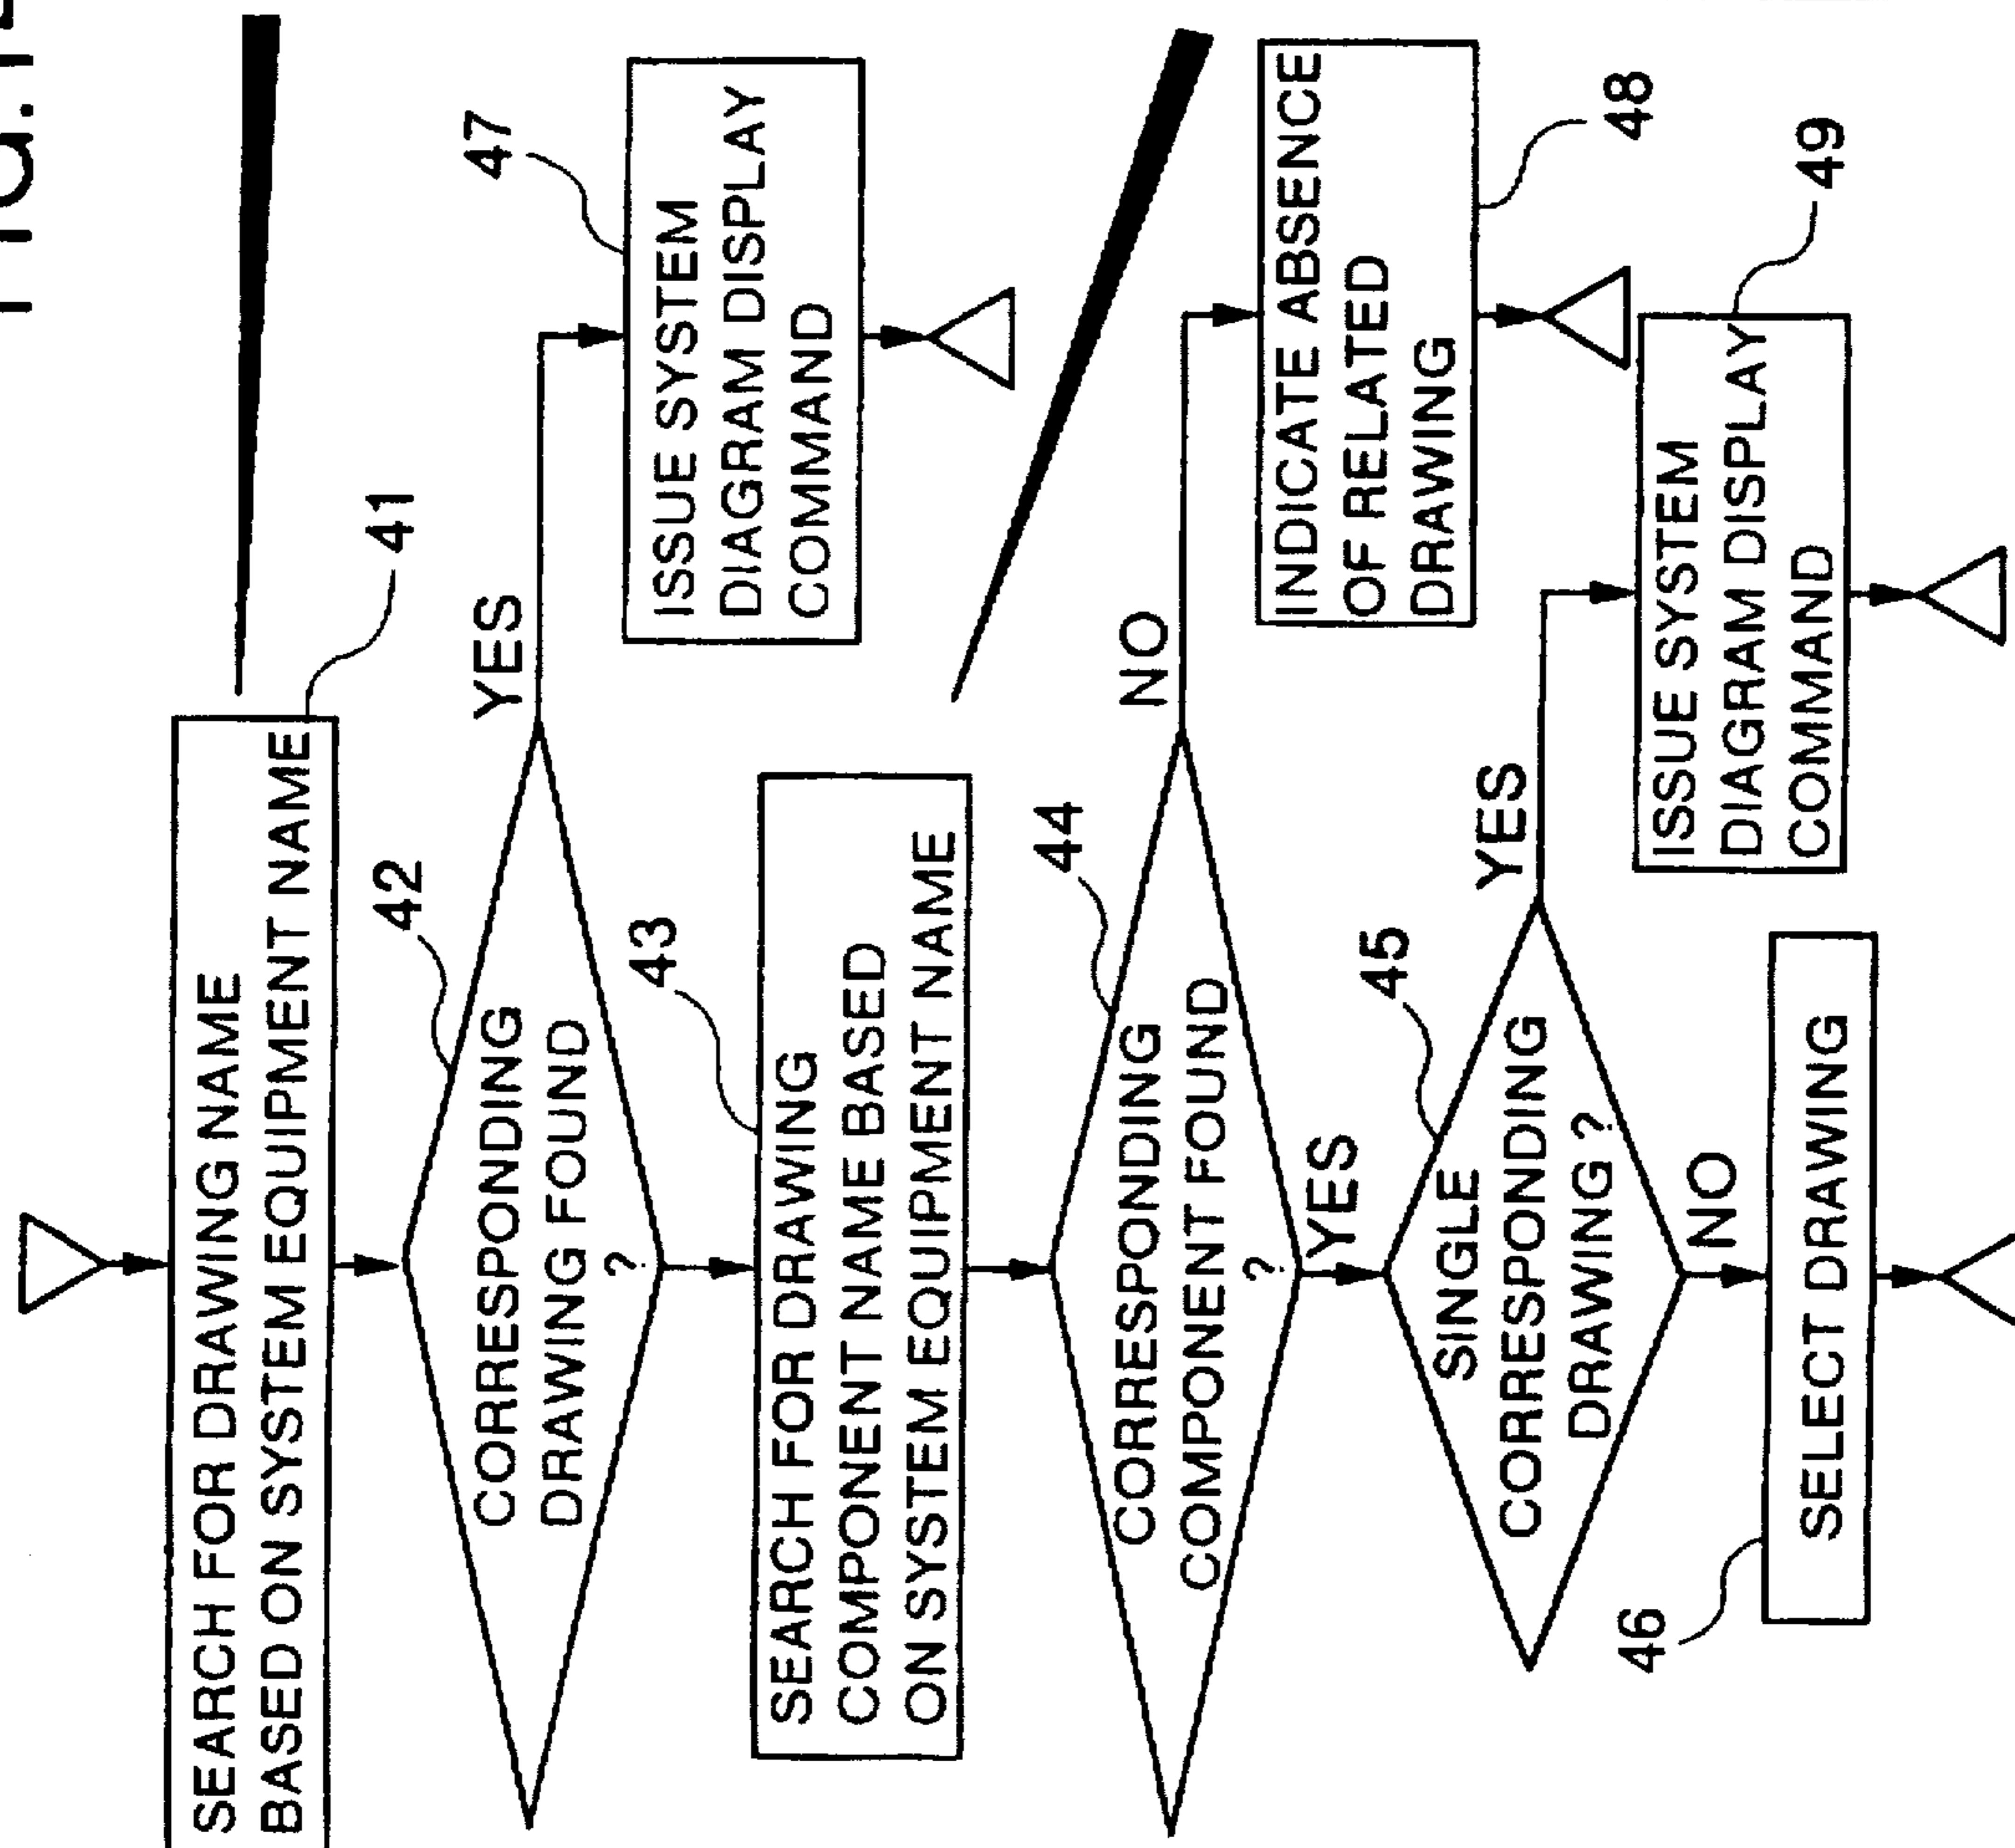 SEARCH FOR DRAWING NAME
BASED ON SYSTEM EQUIPMENT NAME
41
42
CORRESPONDING
DRAWING FOUND
?
YES
47
ISSUE SYSTEM
DIAGRAM DISPLAY
COMMAND
43
SEARCH FOR DRAWING
COMPONENT NAME BASED
ON SYSTEM EQUIPMENT NAME
44
CORRESPONDING
COMPONENT FOUND
?
NO
INDICATE ABSENCE
OF RELATED
DRAWING
48
YES
45
SINGLE
CORRESPONDING
DRAWING ?
YES
49
ISSUE SYSTEM
DIAGRAM DISPLAY
COMMAND
NO
46
SELECT DRAWING